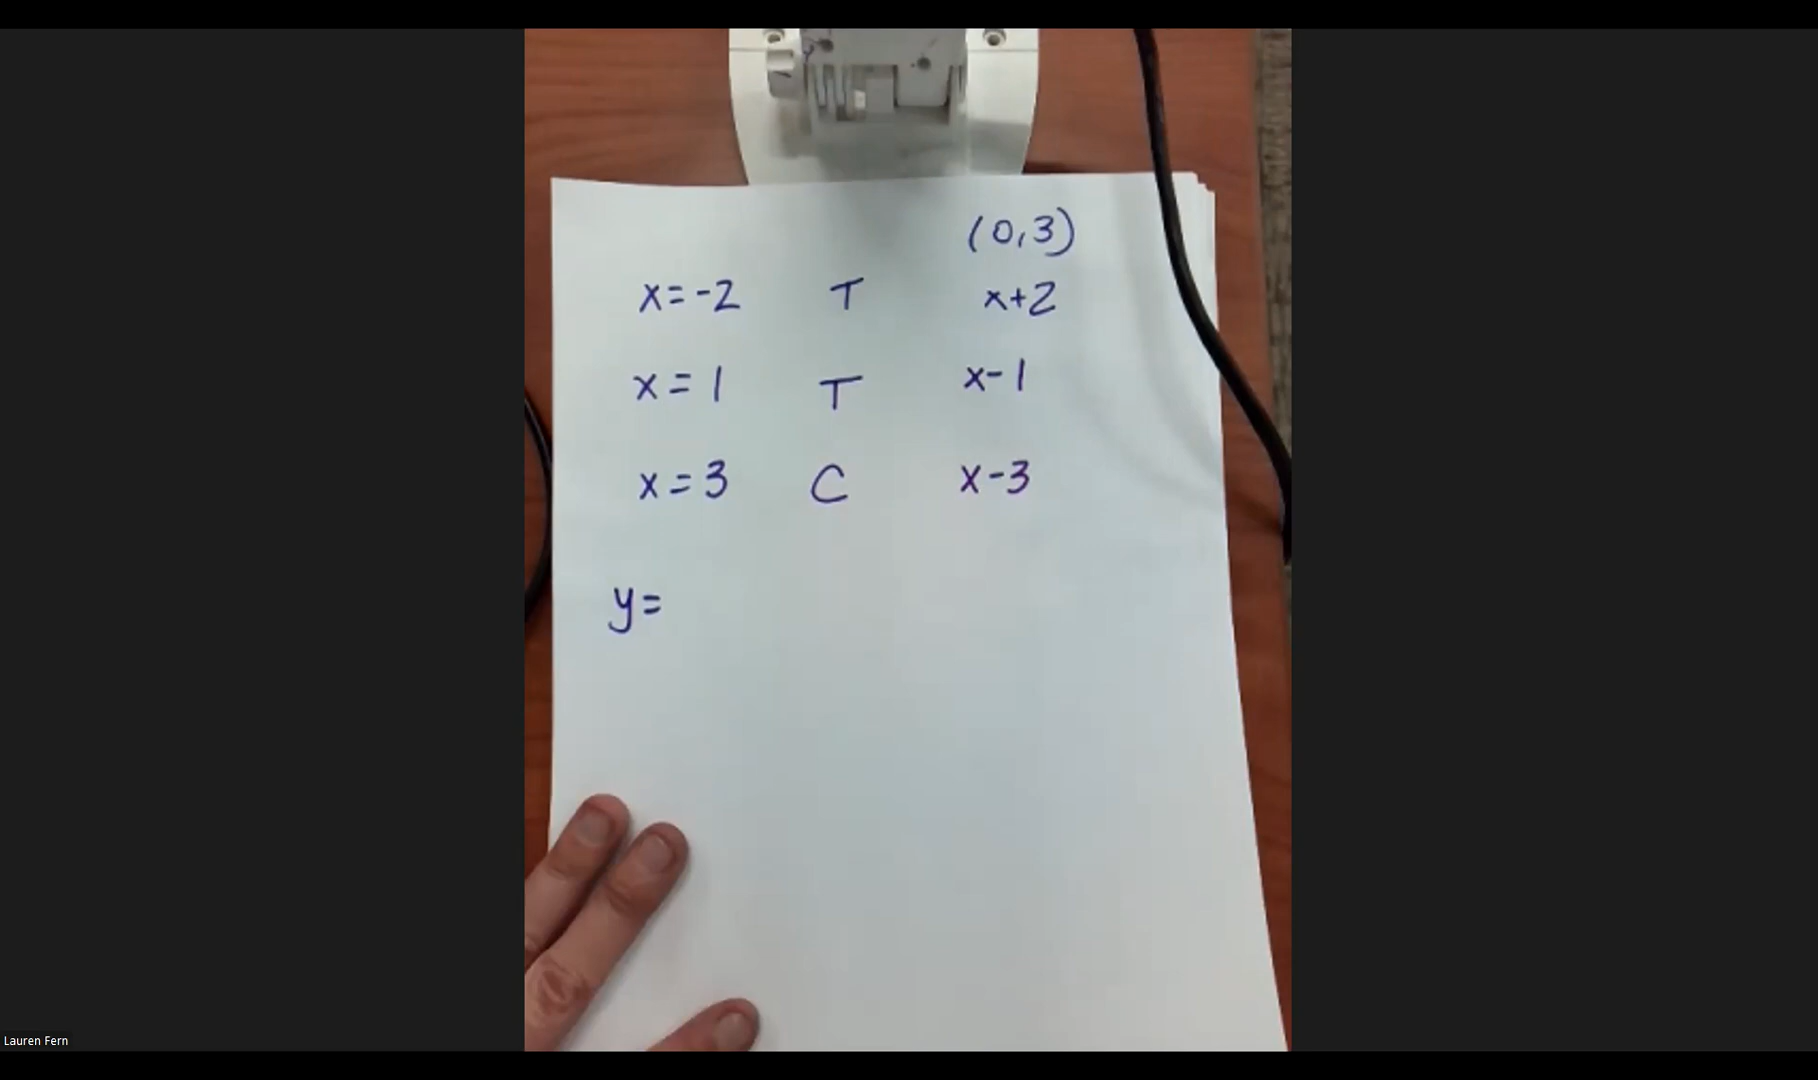 (0,3)
x=-2 T x+2
x=1 T x-1
x=3 C x-3
y=
Lauren Fern